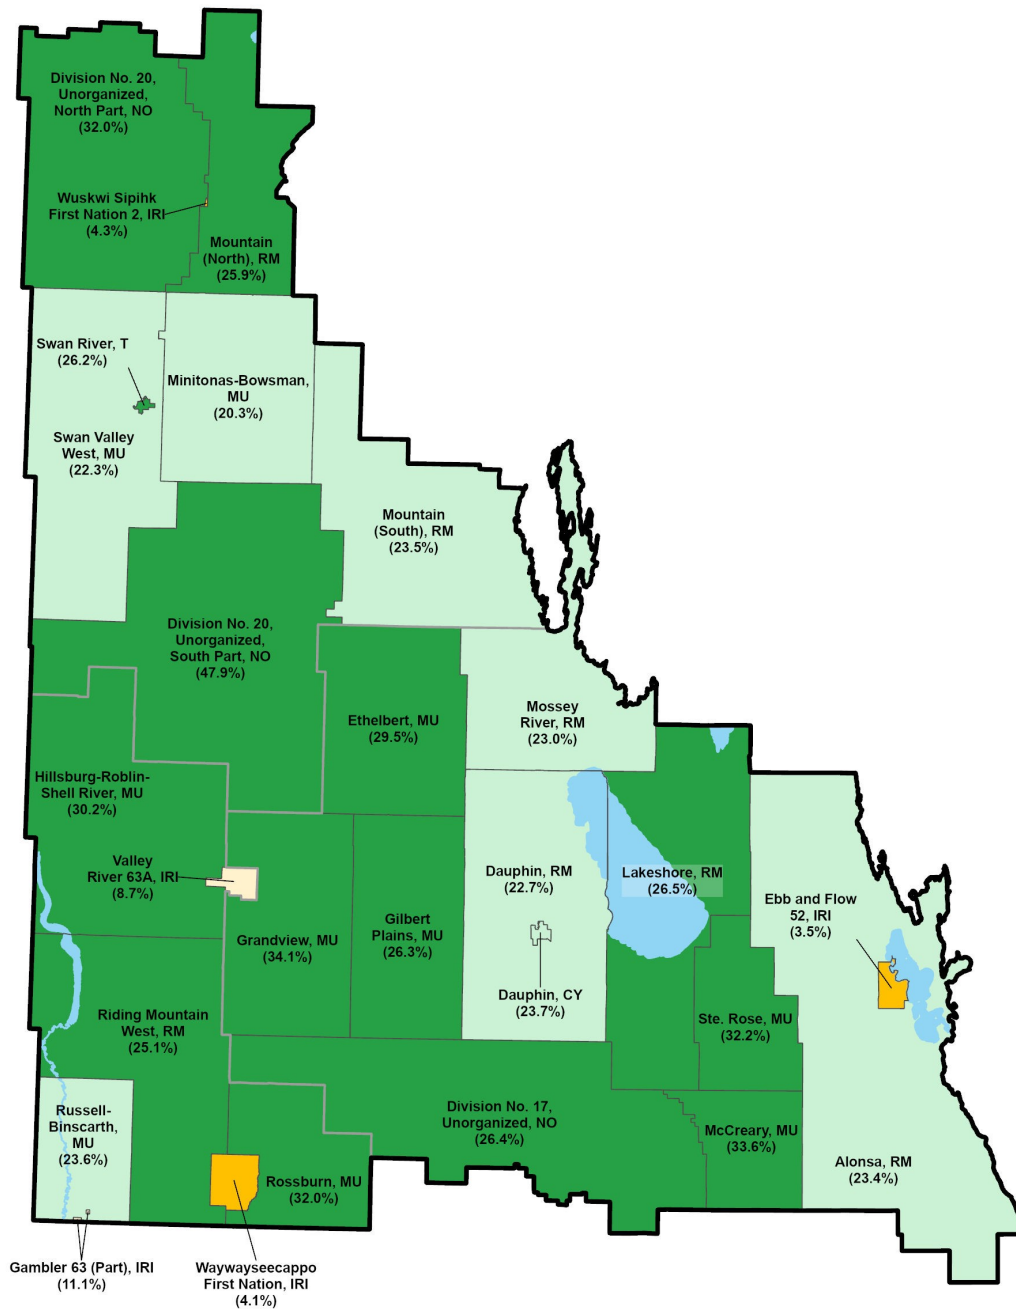 Division No. 20,
Unorganized,
North Part, NO
(32.0%)
Wuskwi Sipihk
First Nation 2, IRI
(4.3%)
Mountain
(North), RM
(25.9%)
Swan River, T
(26.2%)
Minitonas-Bowsman,
MU
(20.3%)
Swan Valley
West, MU
(22.3%)
Mountain
(South), RM
(23.5%)
Division No. 20,
Unorganized,
South Part, NO
(47.9%)
Ethelbert, MU
(29.5%)
Mossey
River, RM
(23.0%)
Hillsburg-Roblin-
Shell River, MU
(30.2%)
Valley
River 63A, IRI
(8.7%)
Grandview, MU
(34.1%)
Gilbert
Plains, MU
(26.3%)
Dauphin, RM
(22.7%)
Lakeshore, RM
(26.5%)
Ebb and Flow
52, IRI
(3.5%)
Dauphin, CY
(23.7%)
Ste. Rose, MU
(32.2%)
Riding Mountain
West, RM
(25.1%)
Russell-
Binscarth,
MU
(23.6%)
Division No. 17,
Unorganized, NO
(26.4%)
McCreary, MU
(33.6%)
Alonsa, RM
(23.4%)
Rossburn, MU
(32.0%)
Gambler 63 (Part), IRI
(11.1%)
Waywayseecappo
First Nation, IRI
(4.1%)